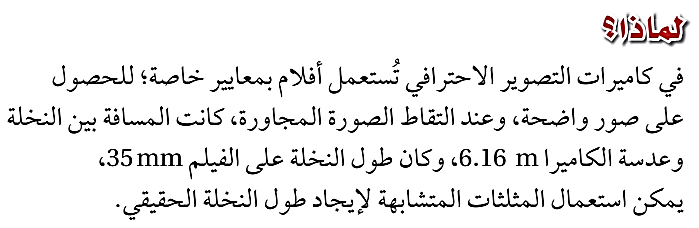 لماذا؟
في كاميرات التصوير الاحترافي تُستعمل أفلام بمعايير خاصة؛ للحصول
على صور واضحة، وعند التقاط الصورة المجاورة، كانت المسافة بين النخلة
وعدسة الكاميرا 6.16 m، وكان طول النخلة على الفيلم 35 mm،
يمكن استعمال المثلثات المتشابهة لإيجاد طول النخلة الحقيقي.